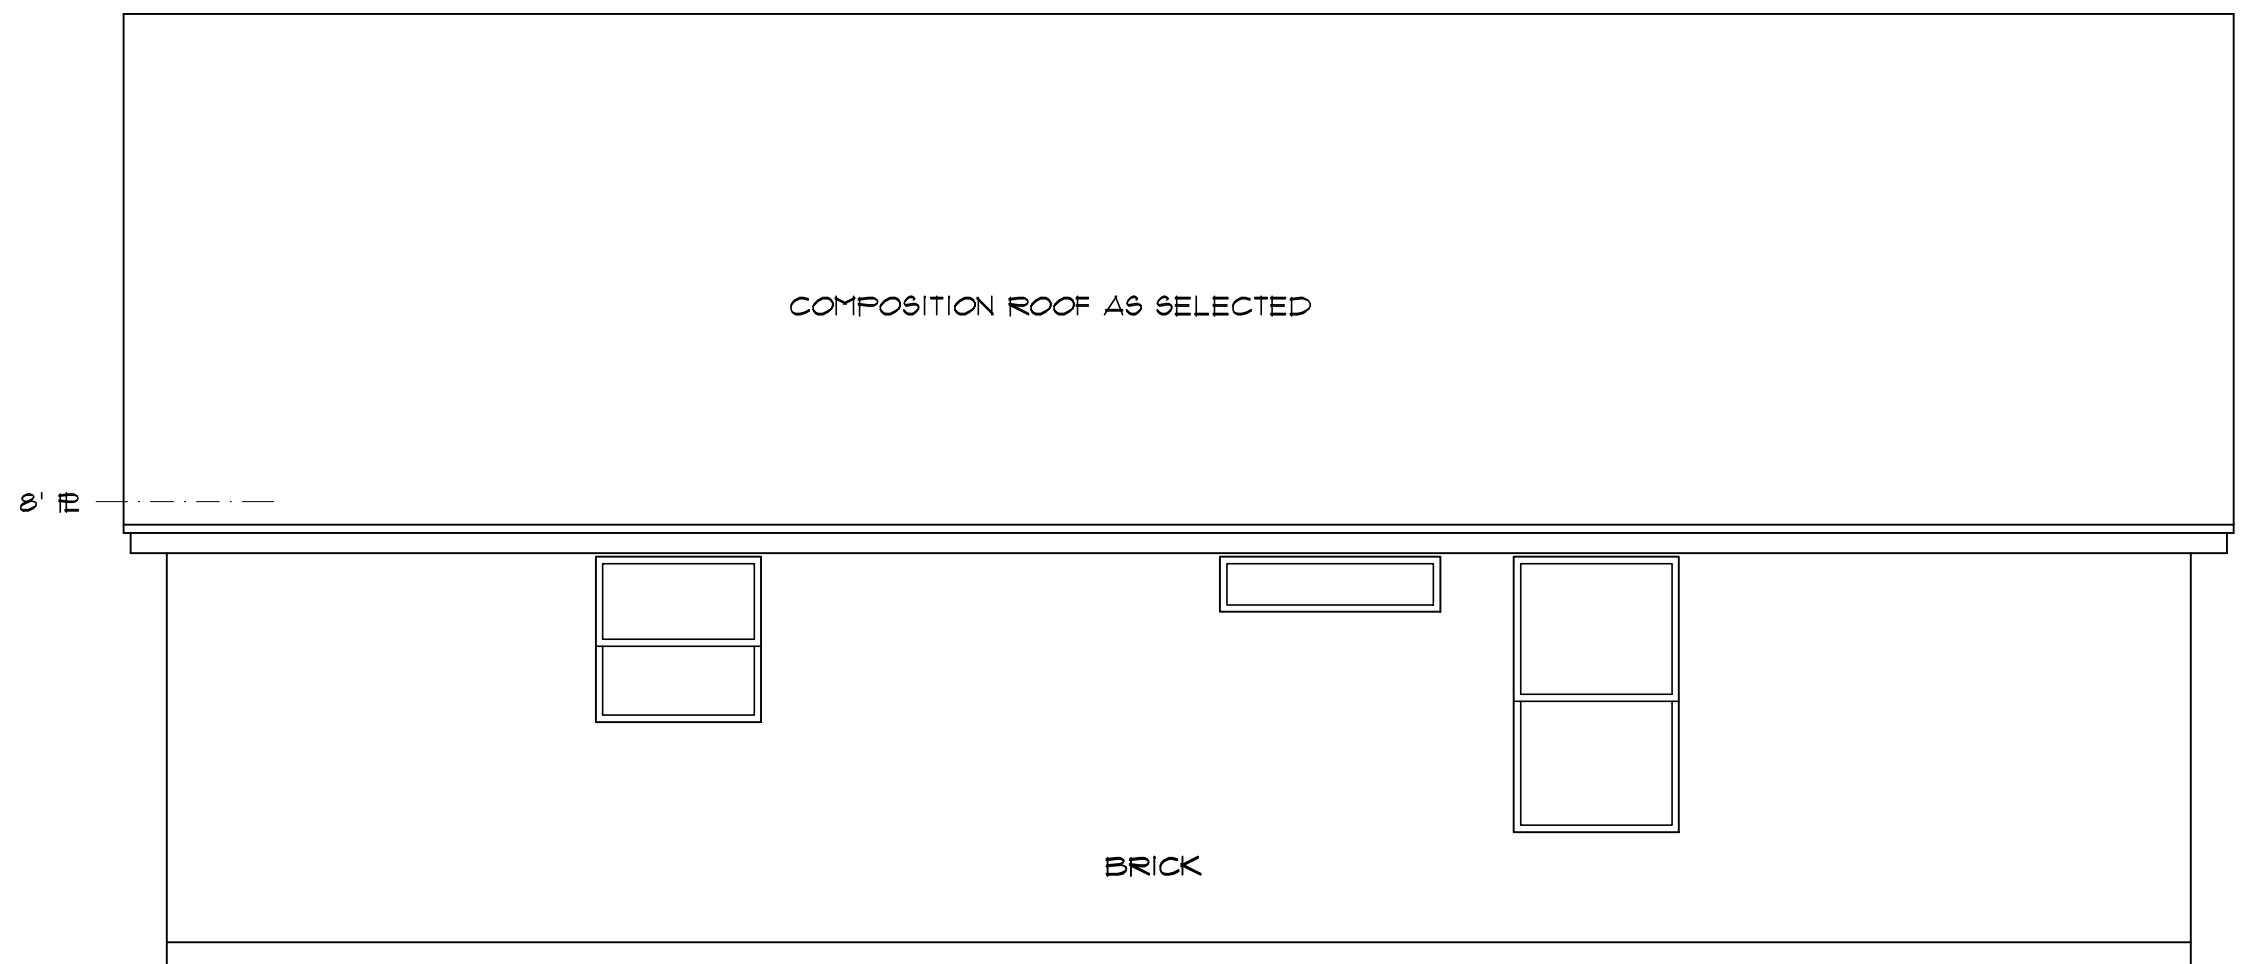 COMPOSITION ROOF AS SELECTED
8' PL
BRICK